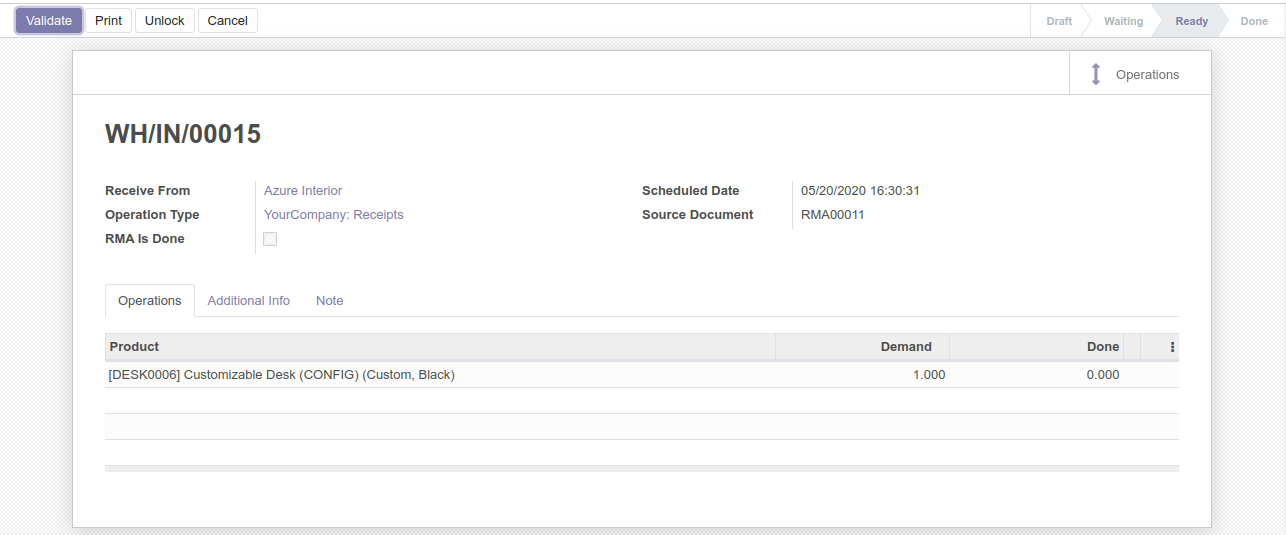 Validate Print Unlock Cancel Draft Waiting Ready Done
Operations
WH/IN/00015
Receive From Azure Interior Scheduled Date 05/20/2020 16:30:31
Operation Type YourCompany: Receipts Source Document RMA00011
RMA Is Done
Operations Additional Info Note
Product Demand Done
[DESK0006] Customizable Desk (CONFIG) (Custom, Black) 1.000 0.000